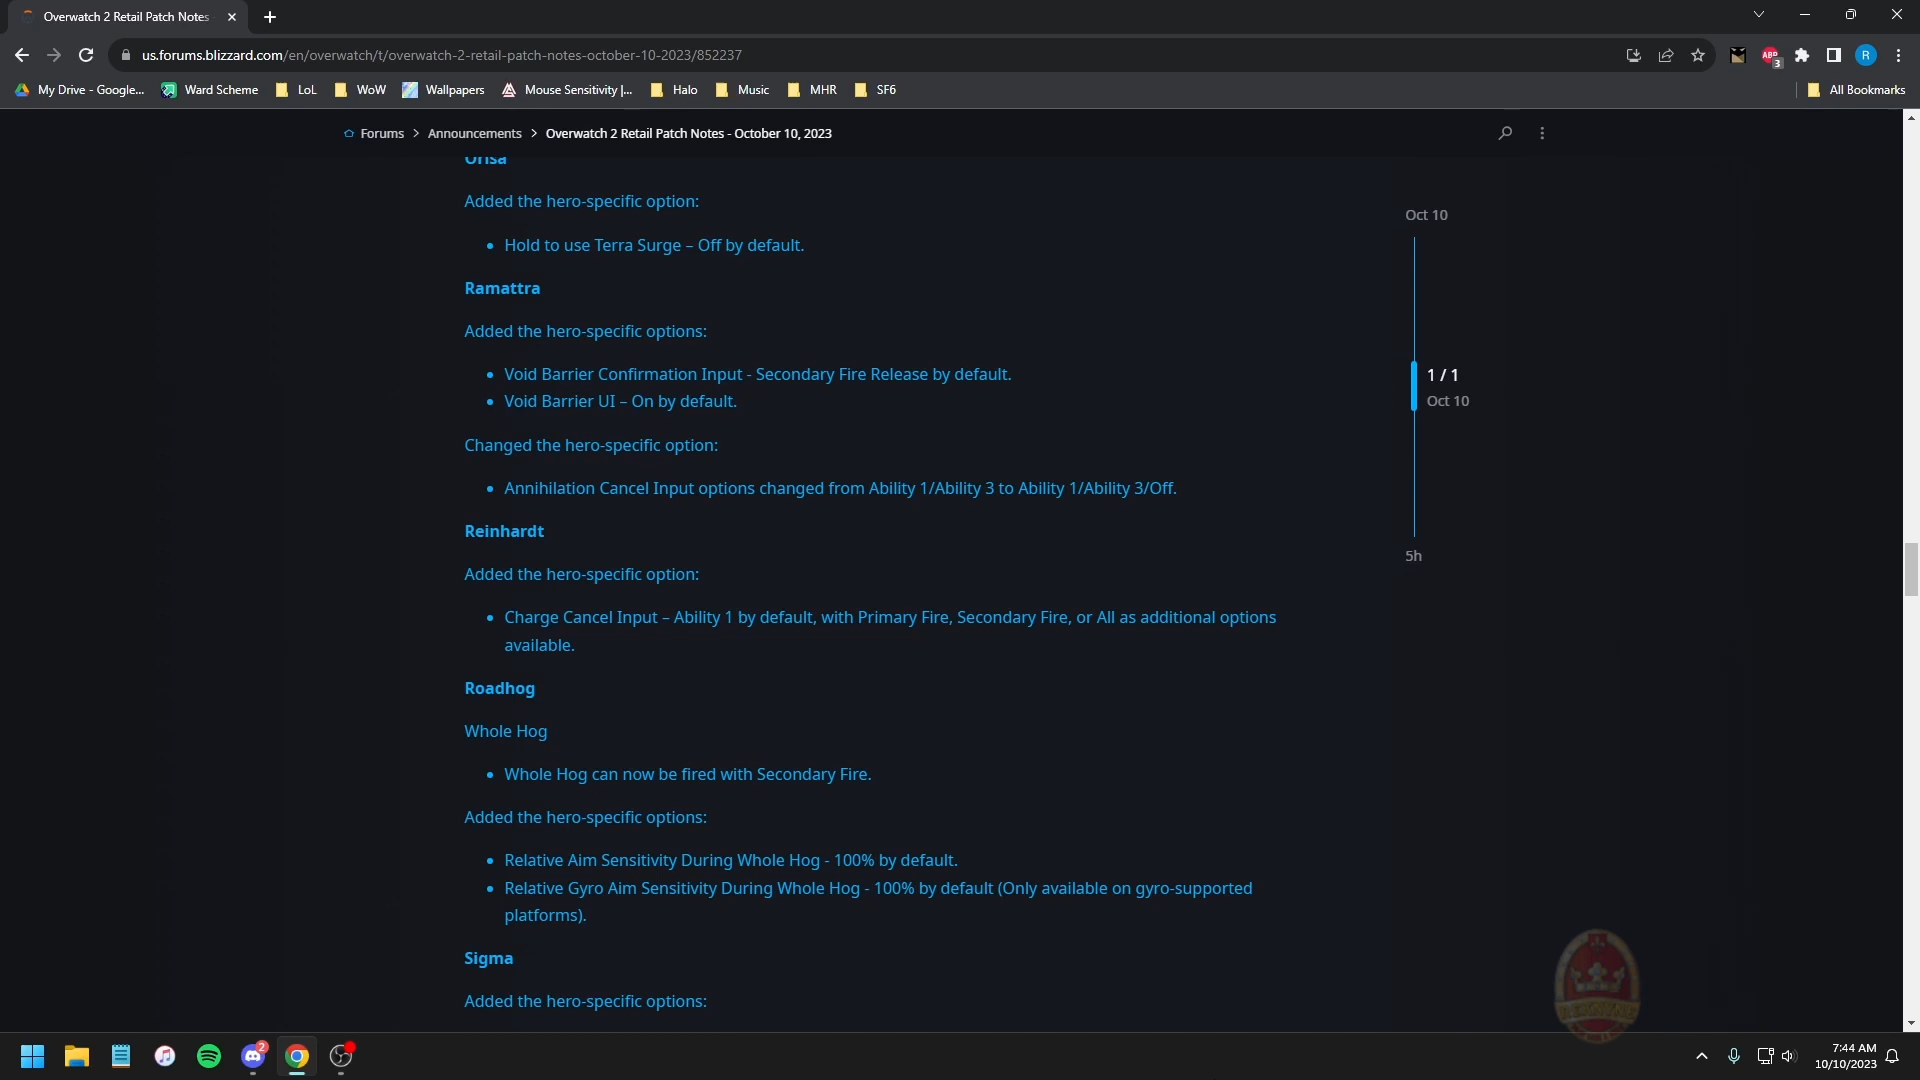 Overwatch 2 Retail Patch Notes
us.forums.blizzard.com/en/overwatch/t/overwatch-2-retail-patch-notes-october-10-2023/852237
ABP
3
R
My Drive - Google...
Ward Scheme
LoL
WoW
Wallpapers
Mouse Sensitivity |...
Halo
Music
MHR
SF6
All Bookmarks
Forums > Announcements > Overwatch 2 Retail Patch Notes - October 10, 2023
Orisa
Added the hero-specific option:
• Hold to use Terra Surge – Off by default.
Ramattra
Added the hero-specific options:
• Void Barrier Confirmation Input - Secondary Fire Release by default.
• Void Barrier UI – On by default.
Changed the hero-specific option:
• Annihilation Cancel Input options changed from Ability 1/Ability 3 to Ability 1/Ability 3/Off.
Reinhardt
Added the hero-specific option:
• Charge Cancel Input – Ability 1 by default, with Primary Fire, Secondary Fire, or All as additional options
available.
Roadhog
Whole Hog
• Whole Hog can now be fired with Secondary Fire.
Added the hero-specific options:
• Relative Aim Sensitivity During Whole Hog - 100% by default.
• Relative Gyro Aim Sensitivity During Whole Hog - 100% by default (Only available on gyro-supported
platforms).
Sigma
Added the hero-specific options:
Oct 10
1 / 1
Oct 10
5h
2
7:44 AM
10/10/2023